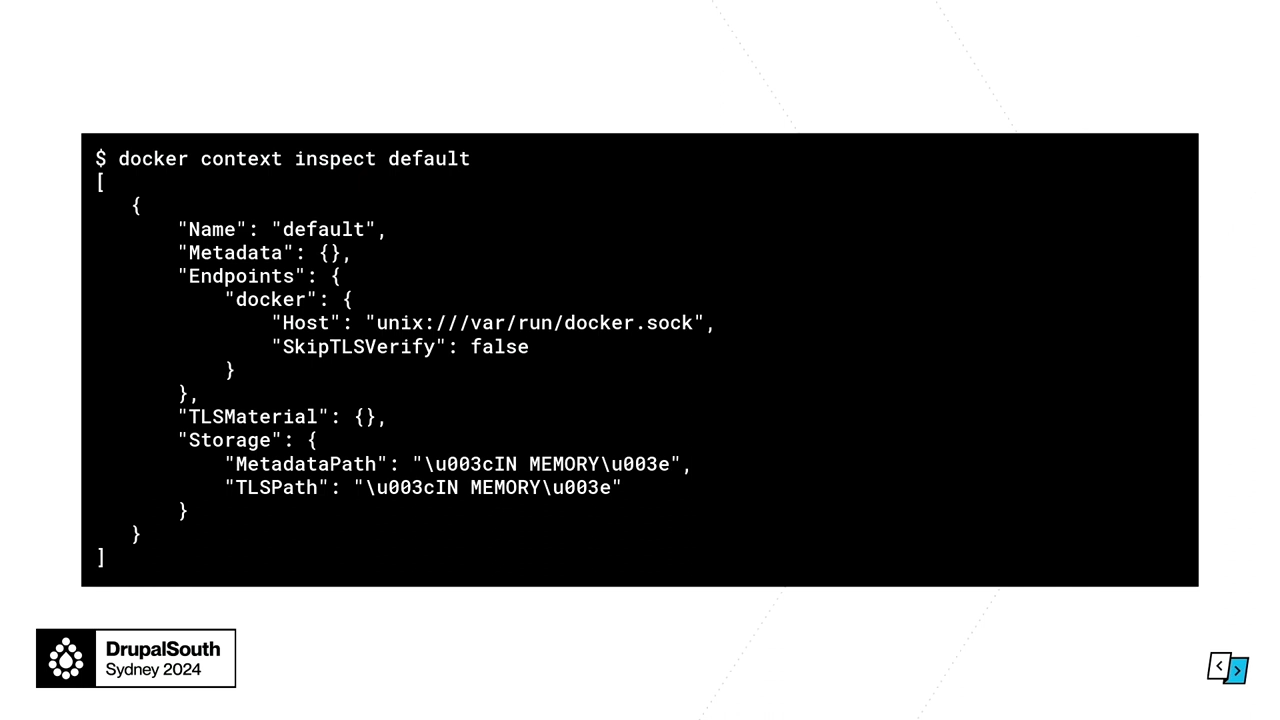 $ docker context inspect default
[
   {
       "Name": "default",
       "Metadata": {},
       "Endpoints": {
           "docker": {
               "Host": "unix:///var/run/docker.sock",
               "SkipTLSVerify": false
           }
       },
       "TLSMaterial": {},
       "Storage": {
           "MetadataPath": "\u003cIN MEMORY\u003e",
           "TLSPath": "\u003cIN MEMORY\u003e"
       }
   }
]
DrupalSouth
Sydney 2024